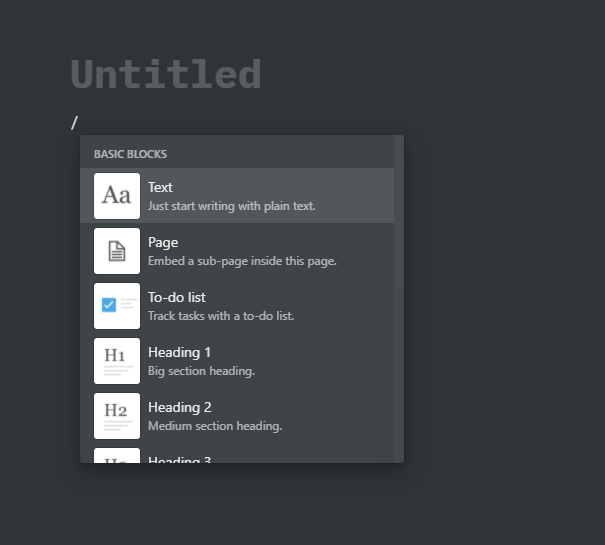 Untitled
/
BASIC BLOCKS
Aa
Text
Just start writing with plain text.
Page
Embed a sub-page inside this page.
To-do list
Track tasks with a to-do list.
H1
Heading 1
Big section heading.
H2
Heading 2
Medium section heading.
Heading 3